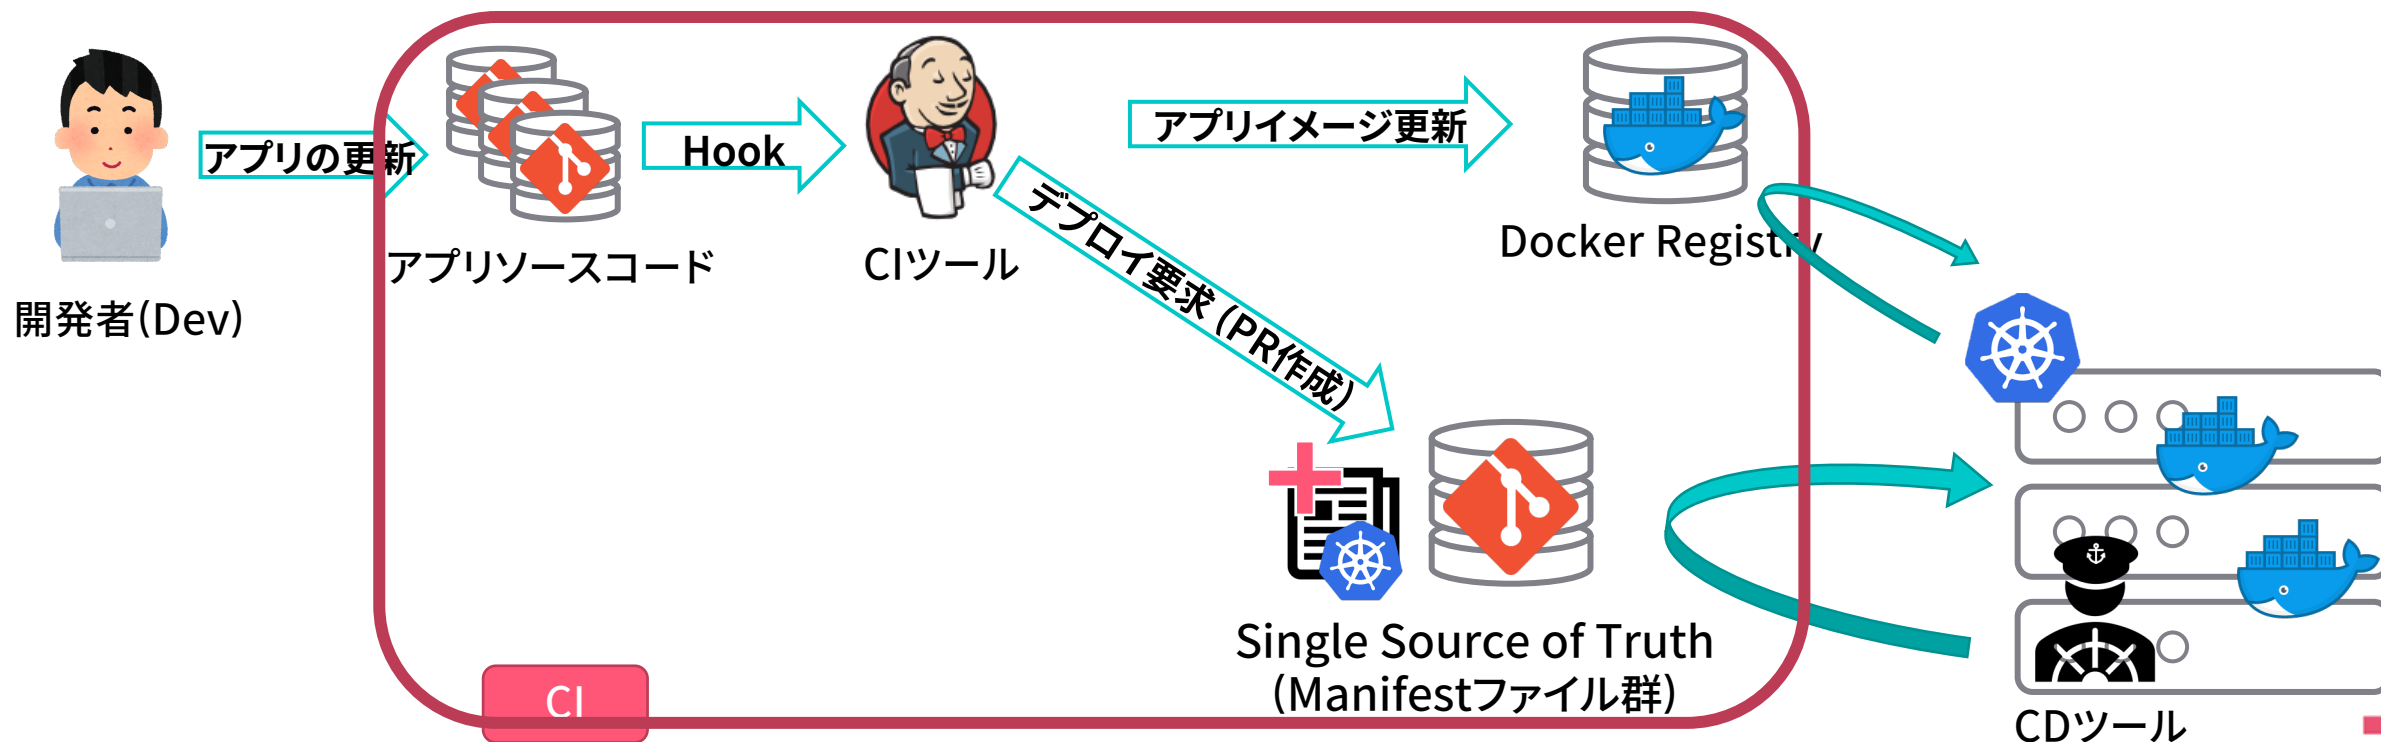 アプリの更新
Hook
アプリイメージ更新
デプロイ要求 (PR作成)
開発者(Dev)
アプリソースコード
CIツール
Docker Registry
Single Source of Truth
(Manifestファイル群)
CI
CDツール